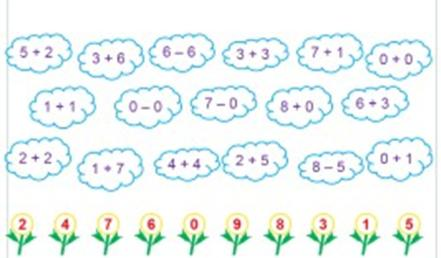 5 + 2 3 + 6 6 – 6 3 + 3 7 + 1 0 + 0
1 + 1 0 – 0 7 – 0 8 + 0 6 + 3
2 + 2 1 + 7 4 + 4 2 + 5 8 – 5 0 + 1
2 4 7 6 0 9 8 3 1 5